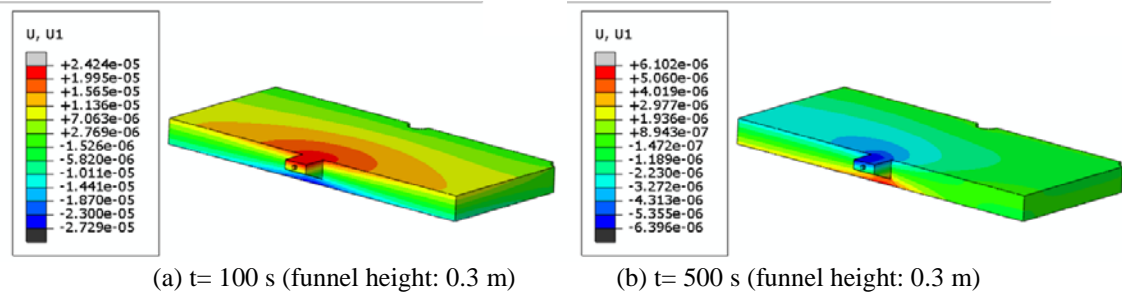 U, U1
+2.424e-05
+1.995e-05
+1.565e-05
+1.136e-05
+7.063e-06
+2.769e-06
-1.526e-06
-5.820e-06
-1.011e-05
-1.441e-05
-1.870e-05
-2.300e-05
-2.729e-05
U, U1
+6.102e-06
+5.060e-06
+4.019e-06
+2.977e-06
+1.936e-06
+8.943e-07
-1.472e-07
-1.189e-06
-2.230e-06
-3.272e-06
-4.313e-06
-5.355e-06
-6.396e-06
(a) t= 100 s (funnel height: 0.3 m)
(b) t= 500 s (funnel height: 0.3 m)